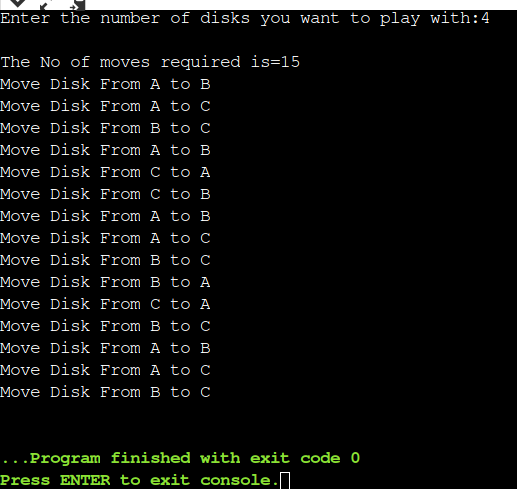 Enter the number of disks you want to play with:4
The No of moves required is=15
Move Disk From A to B
Move Disk From A to C
Move Disk From B to C
Move Disk From A to B
Move Disk From C to A
Move Disk From C to B
Move Disk From A to B
Move Disk From A to C
Move Disk From B to C
Move Disk From B to A
Move Disk From C to A
Move Disk From B to C
Move Disk From A to B
Move Disk From A to C
Move Disk From B to C
...Program finished with exit code 0
Press ENTER to exit console.